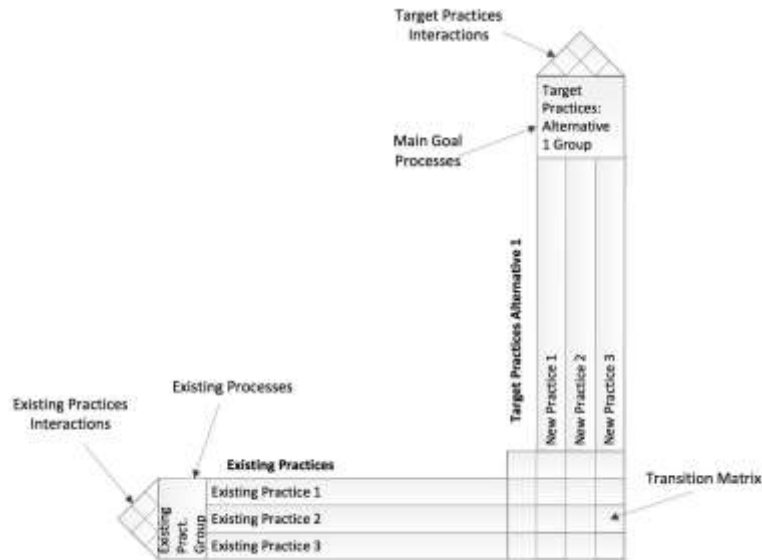 Target Practices
Interactions
Target
Practices:
Alternative
1 Group
Main Goal
Processes
Target Practices Alternative 1
New Practice 1
New Practice 2
New Practice 3
Existing Processes
Existing Practices
Interactions
Existing Practices
Transition Matrix
Existing Pract.
Group
Existing Practice 1
Existing Practice 2
Existing Practice 3